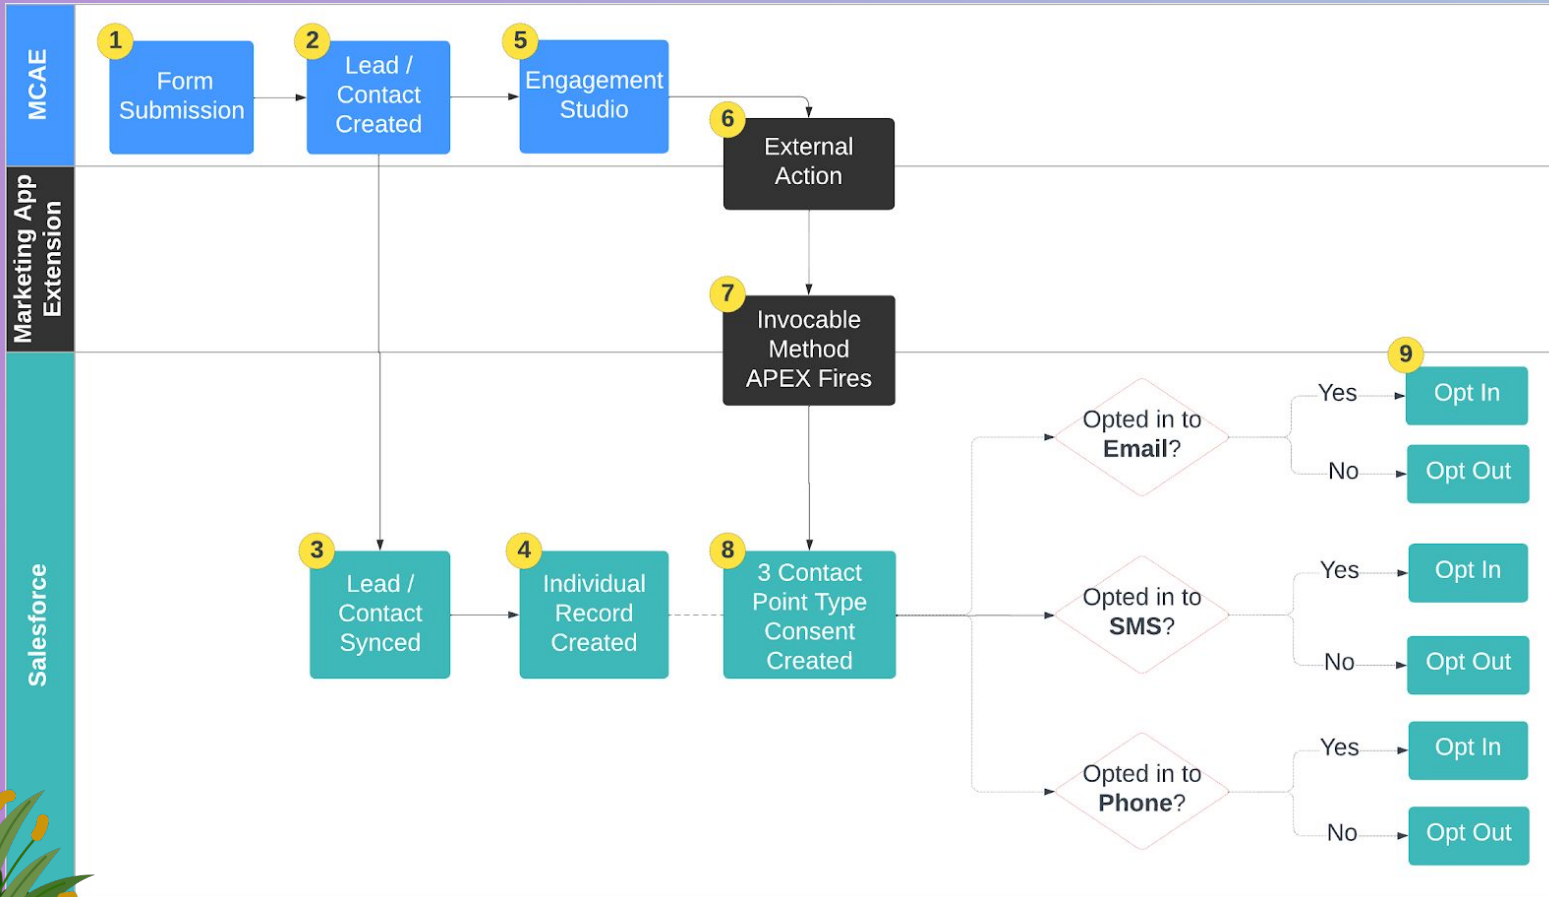 MCAE
1
Form
Submission
2
Lead /
Contact
Created
5
Engagement
Studio
6
External
Action
Marketing App
Extension
7
Invocable
Method
APEX Fires
Salesforce
3
Lead /
Contact
Synced
4
Individual
Record
Created
8
3 Contact
Point Type
Consent
Created
Opted in to
Email?
Yes
9
Opt In
No
Opt Out
Opted in to
SMS?
Yes
Opt In
No
Opt Out
Opted in to
Phone?
Yes
Opt In
No
Opt Out